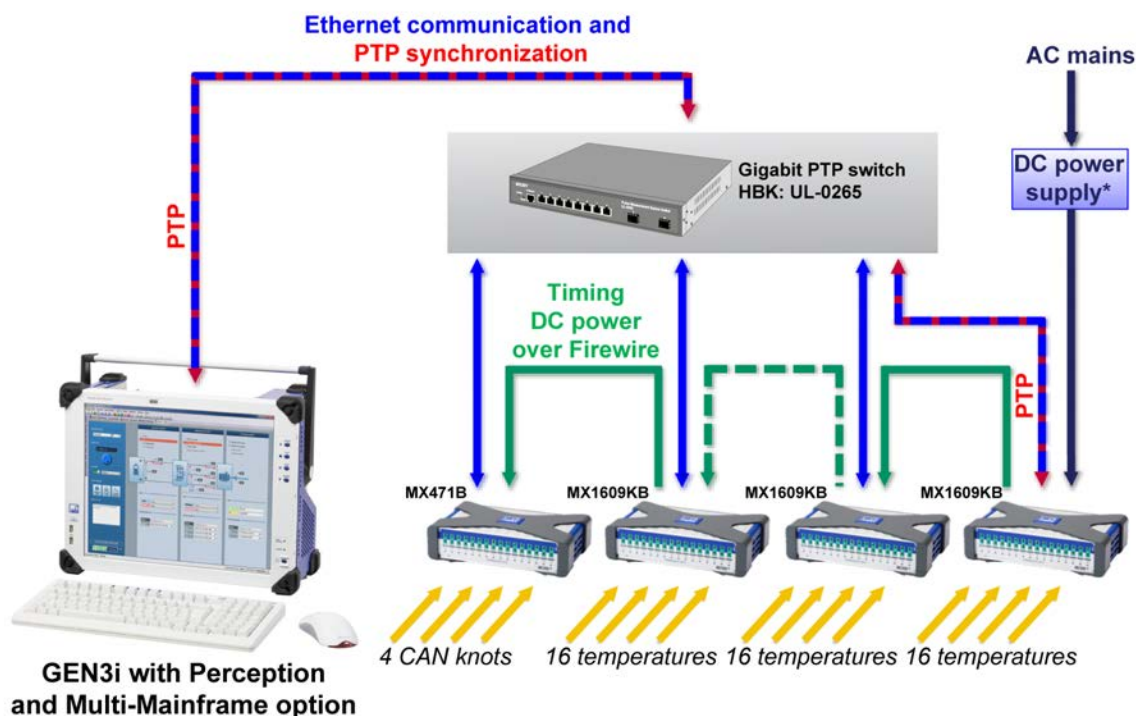 Ethernet communication and
PTP synchronization
AC mains
DC power
supply*
Gigabit PTP switch
HBK: UL-0265
PTP
Timing
DC power
over Firewire
PTP
MX471B
MX1609KB
MX1609KB
MX1609KB
4 CAN knots
16 temperatures
16 temperatures
16 temperatures
GEN3i with Perception
and Multi-Mainframe option